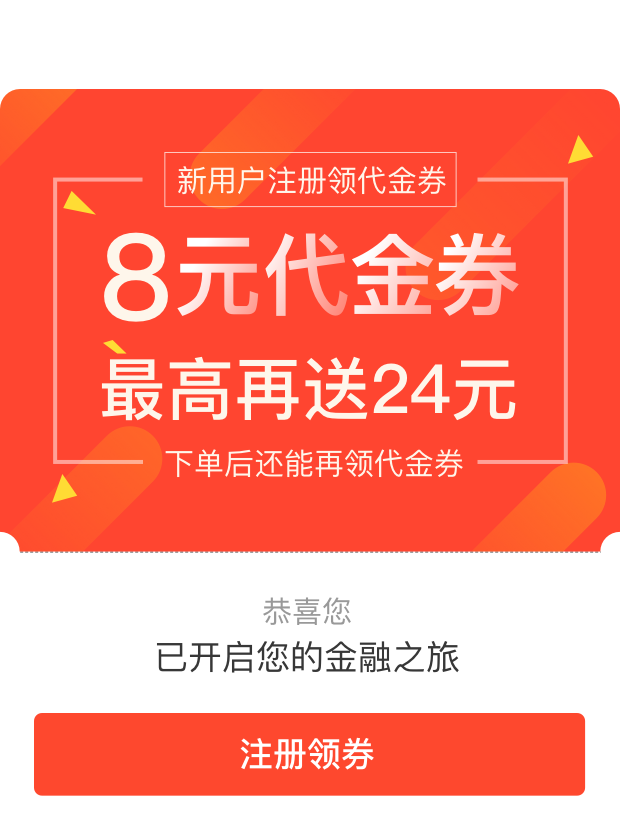 新用户注册领代金券
8元代金券
最高再送24元
下单后还能再领代金券
恭喜您
已开启您的金融之旅
注册领券